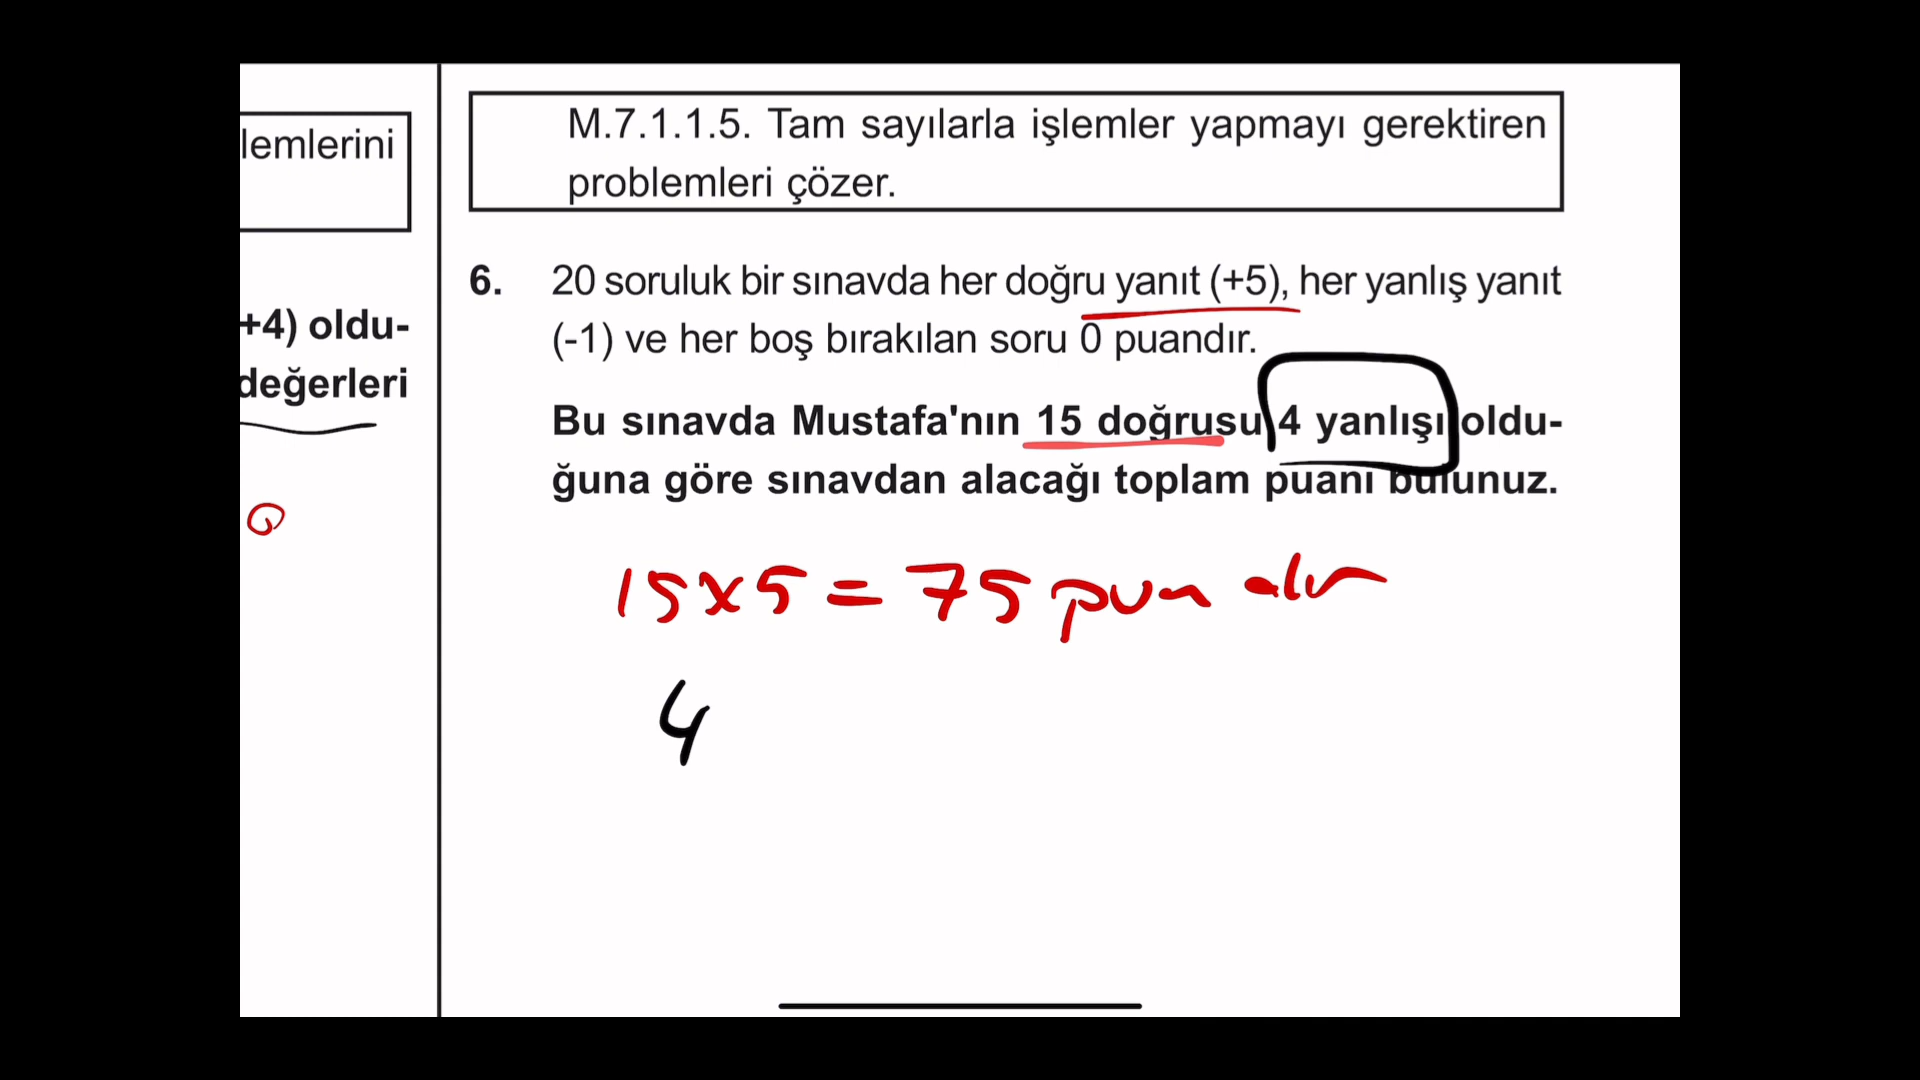 lemlerini
+4) oldu-
değerleri
M.7.1.1.5. Tam sayılarla işlemler yapmayı gerektiren
problemleri çözer.
6. 20 soruluk bir sınavda her doğru yanıt (+5), her yanlış yanıt
(-1) ve her boş bırakılan soru 0 puandır.
Bu sınavda Mustafa'nın 15 doğrusu 4 yanlışı oldu-
ğuna göre sınavdan alacağı toplam puanı bulunuz.
15x5=75 puan alır
4